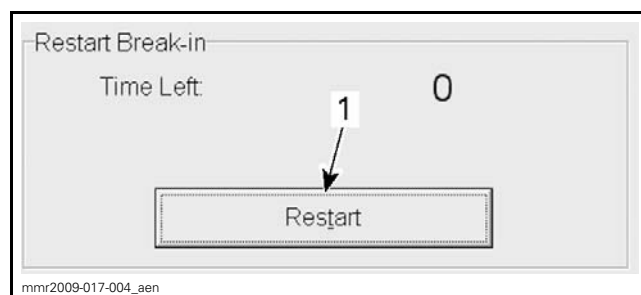 Restart Break-in
Time Left: 0
1
Restart
mmr2009-017-004_aen